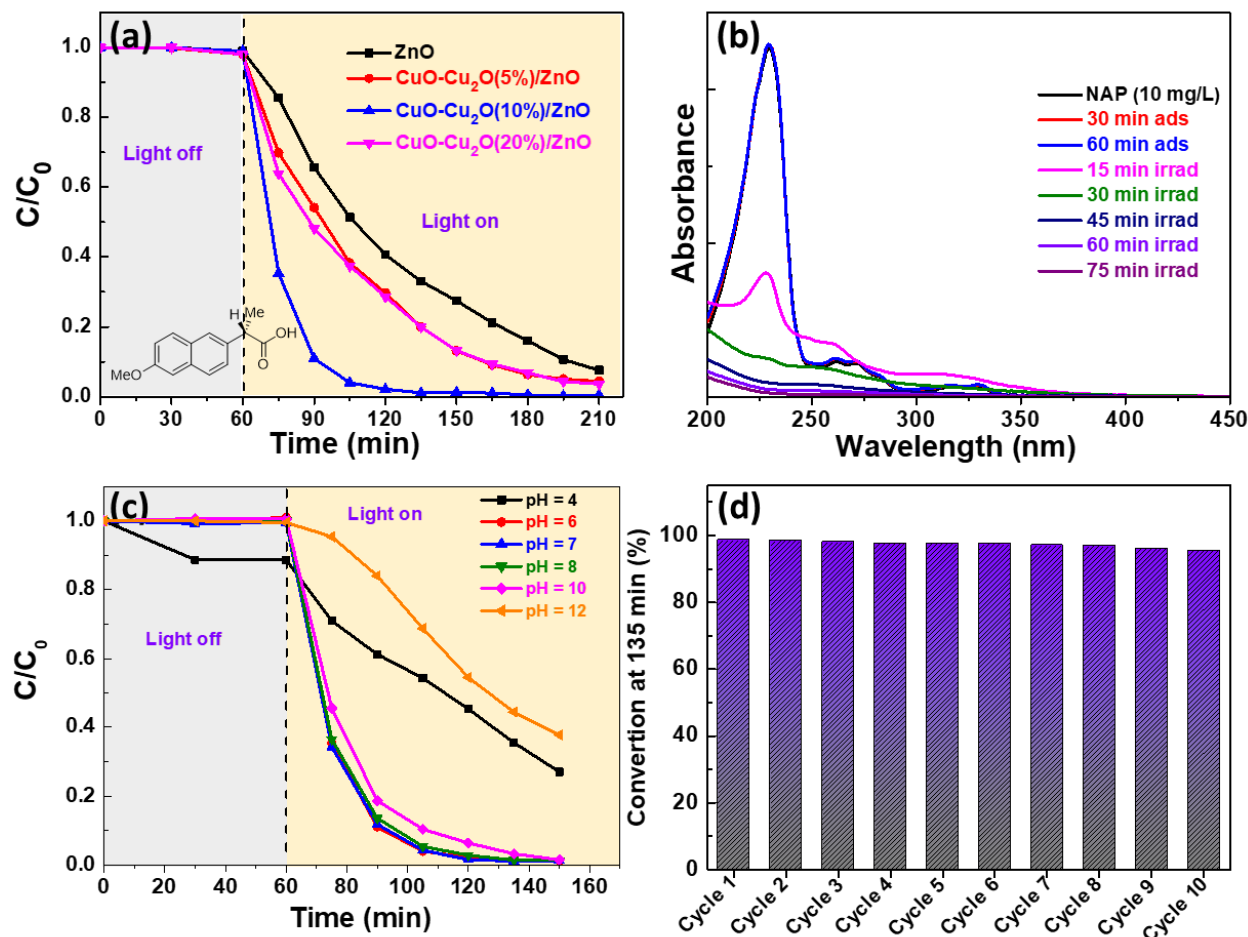 (a)
1.0
0.8
0.6
0.4
0.2
0.0
C/C0
Light off
Light on
ZnO
CuO-Cu2O(5%)/ZnO
CuO-Cu2O(10%)/ZnO
CuO-Cu2O(20%)/ZnO
H
Me
OH
O
MeO
0 30 60 90 120 150 180 210
Time (min)
(b)
Absorbance
NAP (10 mg/L)
30 min ads
60 min ads
15 min irrad
30 min irrad
45 min irrad
60 min irrad
75 min irrad
200 250 300 350 400 450
Wavelength (nm)
(c)
1.0
0.8
0.6
0.4
0.2
0.0
C/C0
Light off
Light on
pH = 4
pH = 6
pH = 7
pH = 8
pH = 10
pH = 12
0 20 40 60 80 100 120 140 160
Time (min)
(d)
Convertion at 135 min (%)
100
80
60
40
20
0
Cycle 1
Cycle 2
Cycle 3
Cycle 4
Cycle 5
Cycle 6
Cycle 7
Cycle 8
Cycle 9
Cycle 10